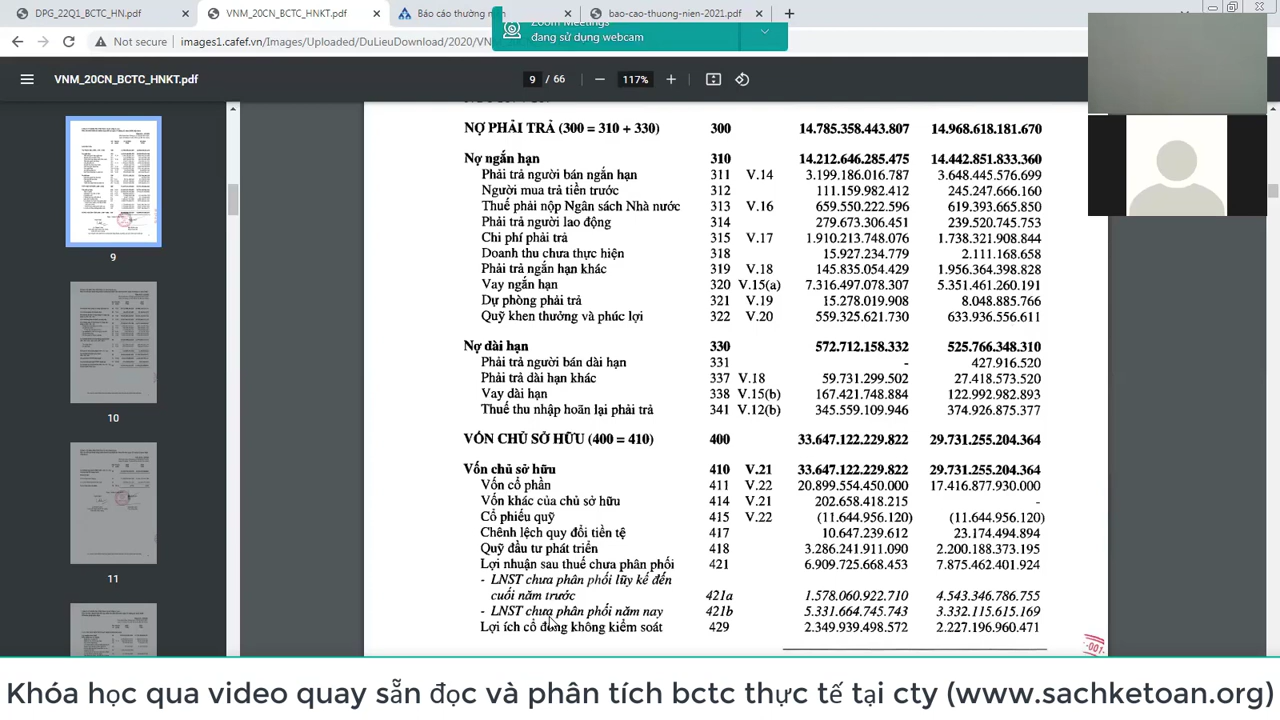 DPG_22Q1_BCTC_HN.pdf
VNM_20CN_BCTC_HNKT.pdf
Báo cáo thường
bao-cao-thuong-nien-2021.pdf
Zoom Meetings
đang sử dụng webcam
Not secure
images1.cafef.vn/Images/Uploaded/DuLieuDownload/2020/VN
VNM_20CN_BCTC_HNKT.pdf
9 / 66
117%
NỢ PHẢI TRẢ (300 = 310 + 330) 300 14.785.358.443.807 14.968.618.181.670
Nợ ngắn hạn 310 14.212.646.285.475 14.442.851.833.360
Phải trả người bán ngắn hạn 311 V.14 3.199.186.016.787 3.648.445.576.699
Người mua trả tiền trước 312 111.159.982.412 245.247.666.160
Thuế phải nộp Ngân sách Nhà nước 313 V.16 659.550.222.596 619.393.665.850
Phải trả người lao động 314 279.673.306.451 239.520.745.753
Chi phí phải trả 315 V.17 1.910.213.748.076 1.738.321.908.844
Doanh thu chưa thực hiện 318 15.927.234.779 2.111.168.658
Phải trả ngắn hạn khác 319 V.18 145.835.054.429 1.956.364.398.828
Vay ngắn hạn 320 V.15(a) 7.316.497.078.307 5.351.461.260.191
Dự phòng phải trả 321 V.19 15.278.019.908 8.048.885.766
Quỹ khen thưởng và phúc lợi 322 V.20 559.325.621.730 633.936.556.611
Nợ dài hạn 330 572.712.158.332 525.766.348.310
Phải trả người bán dài hạn 331 - 427.916.520
Phải trả dài hạn khác 337 V.18 59.731.299.502 27.418.573.520
Vay dài hạn 338 V.15(b) 167.421.748.884 122.992.982.893
Thuế thu nhập hoãn lại phải trả 341 V.12(b) 345.559.109.946 374.926.875.377
VỐN CHỦ SỞ HỮU (400 = 410) 400 33.647.122.229.822 29.731.255.204.364
Vốn chủ sở hữu 410 V.21 33.647.122.229.822 29.731.255.204.364
Vốn cổ phần 411 V.22 20.899.554.450.000 17.416.877.930.000
Vốn khác của chủ sở hữu 414 V.21 202.658.418.215 -
Cổ phiếu quỹ 415 V.22 (11.644.956.120) (11.644.956.120)
Chênh lệch quy đổi tiền tệ 417 10.647.239.612 23.174.494.894
Quỹ đầu tư phát triển 418 3.286.241.911.090 2.200.188.373.195
Lợi nhuận sau thuế chưa phân phối 421 6.909.725.668.453 7.875.462.401.924
- LNST chưa phân phối lũy kế đến
cuối năm trước 421a 1.578.060.922.710 4.543.346.786.755
- LNST chưa phân phối năm nay 421b 5.331.664.745.743 3.332.115.615.169
Lợi ích cổ đông không kiểm soát 429 2.349.939.498.572 2.227.196.960.471
9
10
11
Khóa học qua video quay sẵn đọc và phân tích bctc thực tế tại cty (www.sachketoan.org)